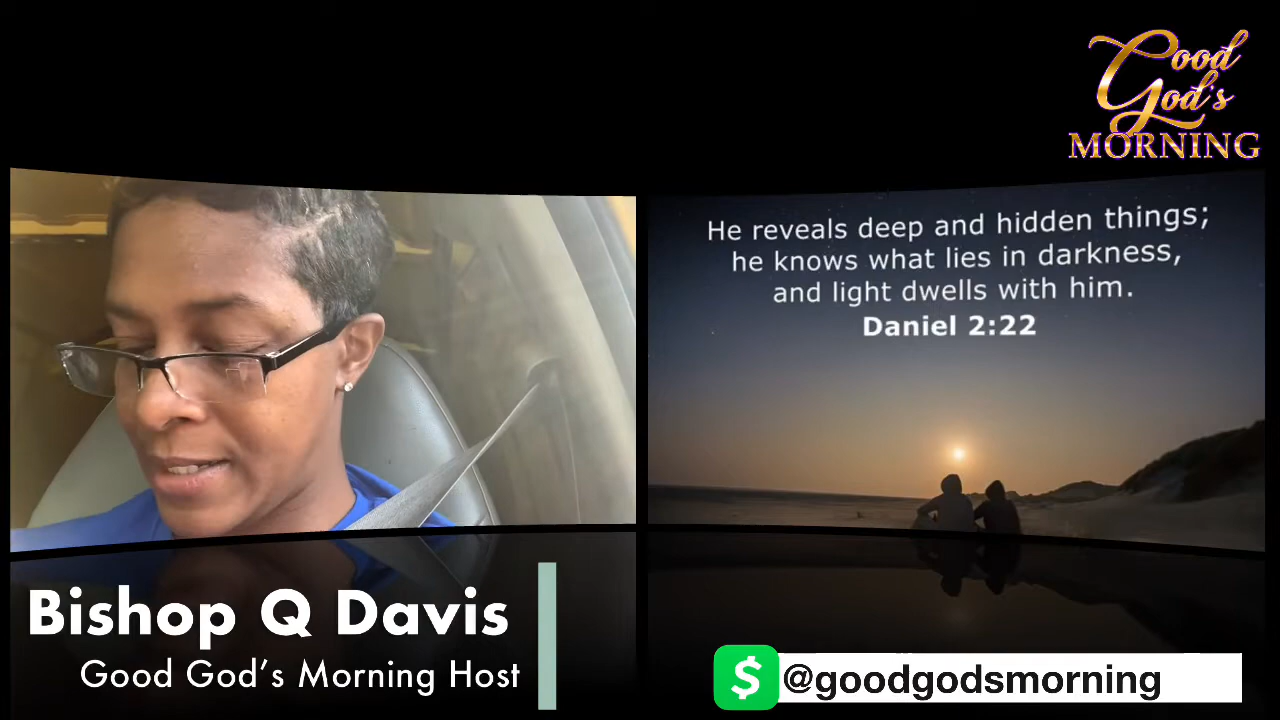 Good
God's
MORNING
He reveals deep and hidden things;
he knows what lies in darkness,
and light dwells with him.
Daniel 2:22
Bishop Q Davis
Good God’s Morning Host
$ @goodgodsmorning